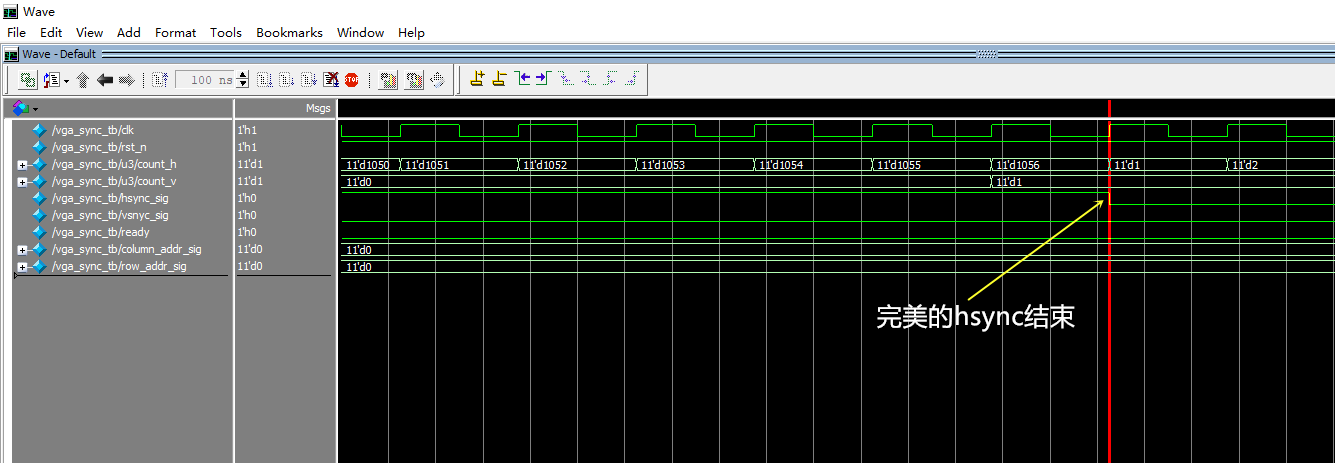 Wave
File Edit View Add Format Tools Bookmarks Window Help
Wave - Default
100 ns
STOP
Msgs
/vga_sync_tb/clk 1'h1
/vga_sync_tb/rst_n 1'h1
/vga_sync_tb/u3/count_h 11'd1 11'd1050 11'd1051 11'd1052 11'd1053 11'd1054 11'd1055 11'd1056 11'd1 11'd2
/vga_sync_tb/u3/count_v 11'd1 11'd0 11'd1
/vga_sync_tb/hsync_sig 1'h0
/vga_sync_tb/vsnyc_sig 1'h0
/vga_sync_tb/ready 1'h0
/vga_sync_tb/column_addr_sig 11'd0 11'd0
/vga_sync_tb/row_addr_sig 11'd0 11'd0
完美的hsync结束